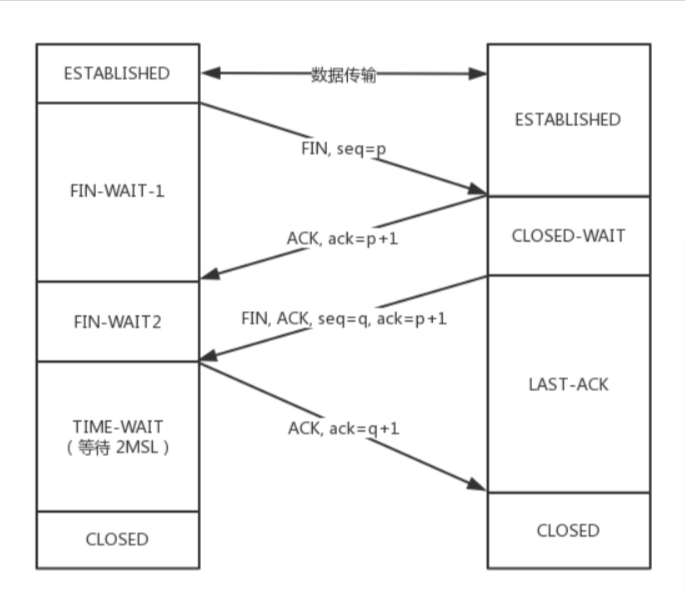 ESTABLISHED
数据传输
ESTABLISHED
FIN, seq=p
FIN-WAIT-1
ACK, ack=p+1
CLOSED-WAIT
FIN-WAIT2
FIN, ACK, seq=q, ack=p+1
LAST-ACK
TIME-WAIT
（等待 2MSL）
ACK, ack=q+1
CLOSED
CLOSED